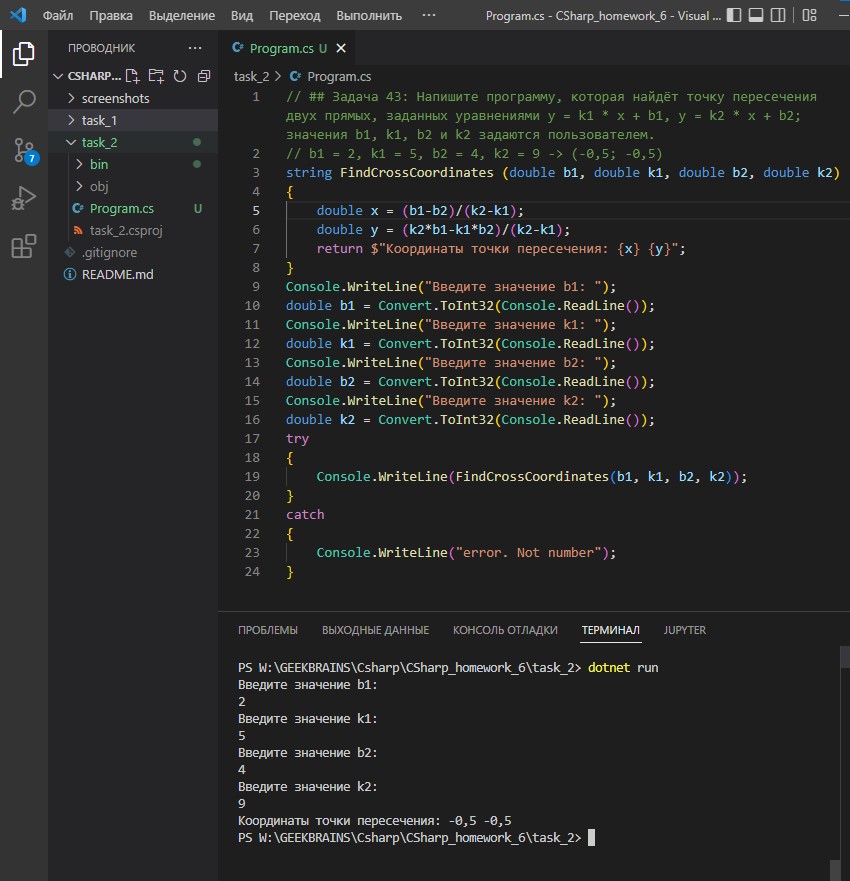 Файл Правка Выделение Вид Переход Выполнить ··· Program.cs - CSharp_homework_6 - Visual ...
ПРОВОДНИК ···
CSHARP...
screenshots
task_1
task_2
bin
obj
Program.cs U
task_2.csproj
.gitignore
README.md
7
Program.cs U
task_2 > Program.cs
1 // ## Задача 43: Напишите программу, которая найдёт точку пересечения
двух прямых, заданных уравнениями y = k1 * x + b1, y = k2 * x + b2;
значения b1, k1, b2 и k2 задаются пользователем.
2 // b1 = 2, k1 = 5, b2 = 4, k2 = 9 -> (-0,5; -0,5)
3 string FindCrossCoordinates (double b1, double k1, double b2, double k2)
4 {
5 double x = (b1-b2)/(k2-k1);
6 double y = (k2*b1-k1*b2)/(k2-k1);
7 return $"Координаты точки пересечения: {x} {y}";
8 }
9 Console.WriteLine("Введите значение b1: ");
10 double b1 = Convert.ToInt32(Console.ReadLine());
11 Console.WriteLine("Введите значение k1: ");
12 double k1 = Convert.ToInt32(Console.ReadLine());
13 Console.WriteLine("Введите значение b2: ");
14 double b2 = Convert.ToInt32(Console.ReadLine());
15 Console.WriteLine("Введите значение k2: ");
16 double k2 = Convert.ToInt32(Console.ReadLine());
17 try
18 {
19 Console.WriteLine(FindCrossCoordinates(b1, k1, b2, k2));
20 }
21 catch
22 {
23 Console.WriteLine("error. Not number");
24 }
ПРОБЛЕМЫ ВЫХОДНЫЕ ДАННЫЕ КОНСОЛЬ ОТЛАДКИ ТЕРМИНАЛ JUPYTER
PS W:\GEEKBRAINS\Csharp\CSharp_homework_6\task_2> dotnet run
Введите значение b1:
2
Введите значение k1:
5
Введите значение b2:
4
Введите значение k2:
9
Координаты точки пересечения: -0,5 -0,5
PS W:\GEEKBRAINS\Csharp\CSharp_homework_6\task_2>